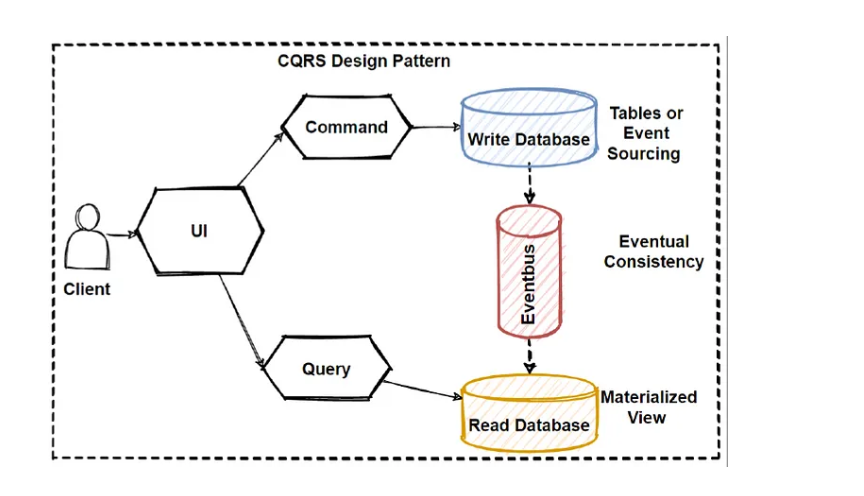 CQRS Design Pattern
Command
Write Database
Tables or
Event
Sourcing
UI
Client
Eventbus
Eventual
Consistency
Query
Read Database
Materialized
View